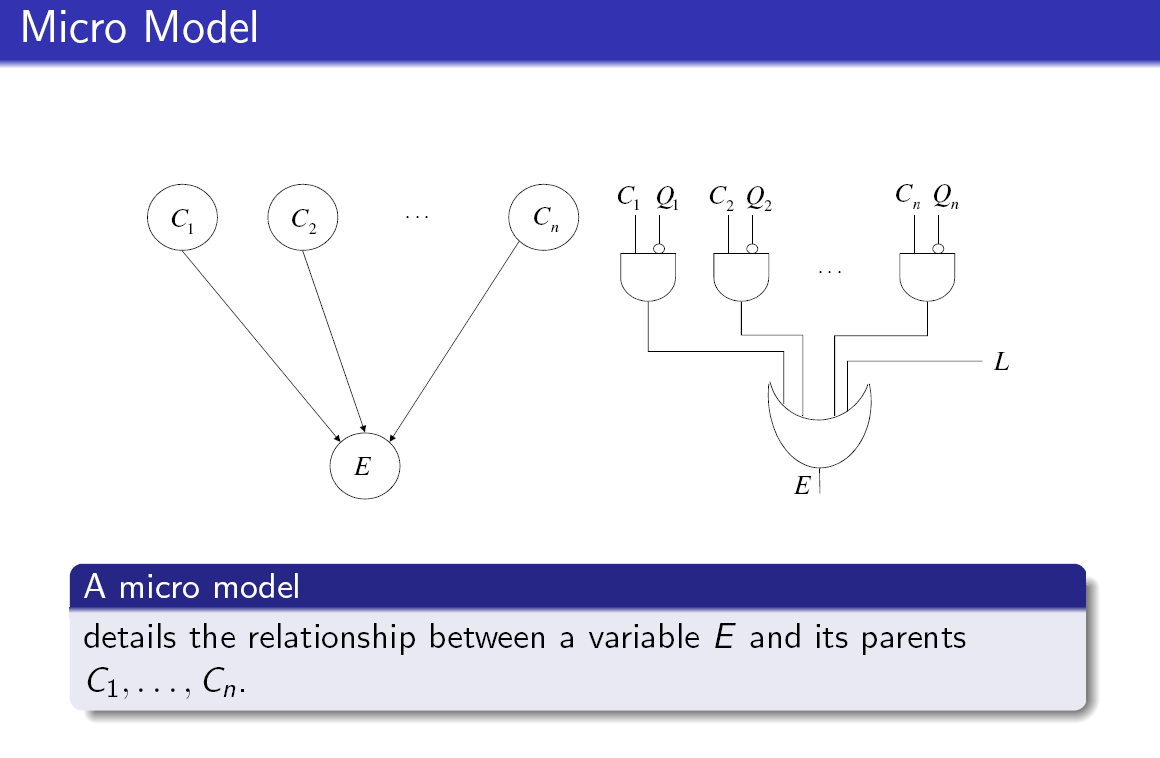 Micro Model
C1 C2 ... Cn
C1 Q1 C2 Q2 ... Cn Qn
L
E
E
A micro model
details the relationship between a variable E and its parents
C1, . . . , Cn.